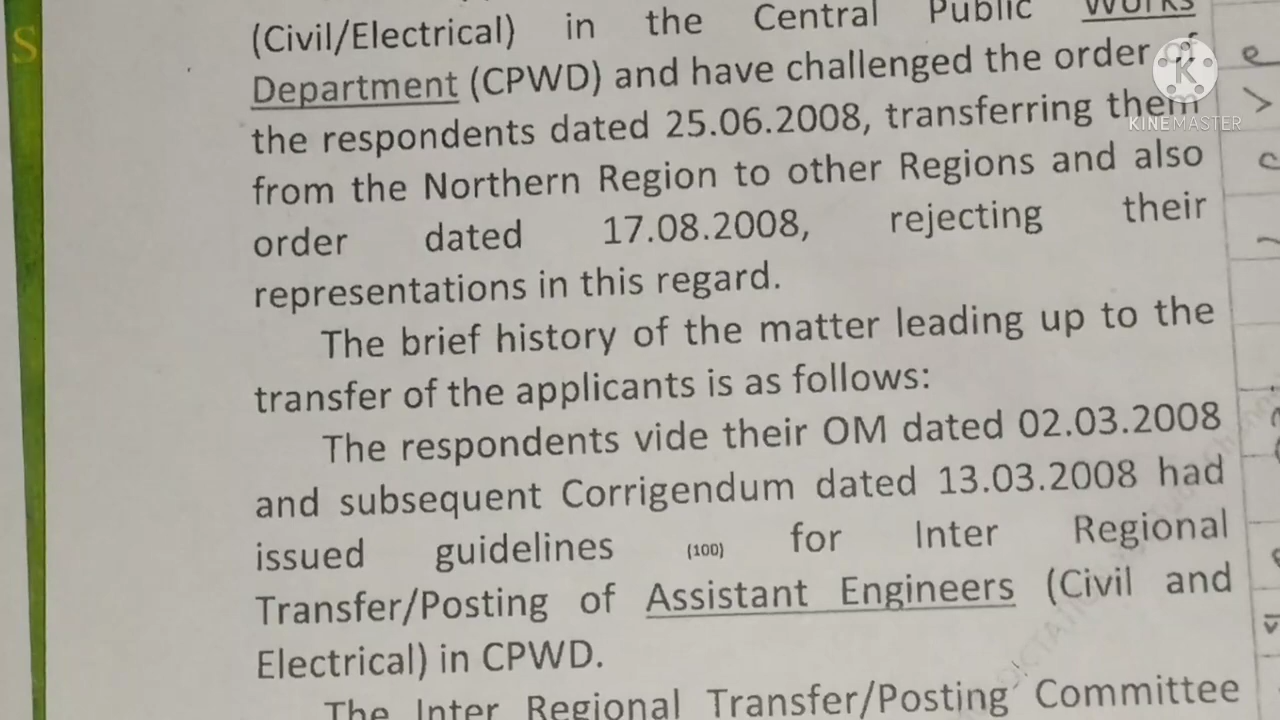 (Civil/Electrical) in the Central Public Works
Department (CPWD) and have challenged the order of
the respondents dated 25.06.2008, transferring them
from the Northern Region to other Regions and also
order dated 17.08.2008, rejecting their
representations in this regard.
The brief history of the matter leading up to the
transfer of the applicants is as follows:
The respondents vide their OM dated 02.03.2008
and subsequent Corrigendum dated 13.03.2008 had
issued guidelines (100) for Inter Regional
Transfer/Posting of Assistant Engineers (Civil and
Electrical) in CPWD.
The Inter Regional Transfer/Posting Committee
S
K
KINEMASTER